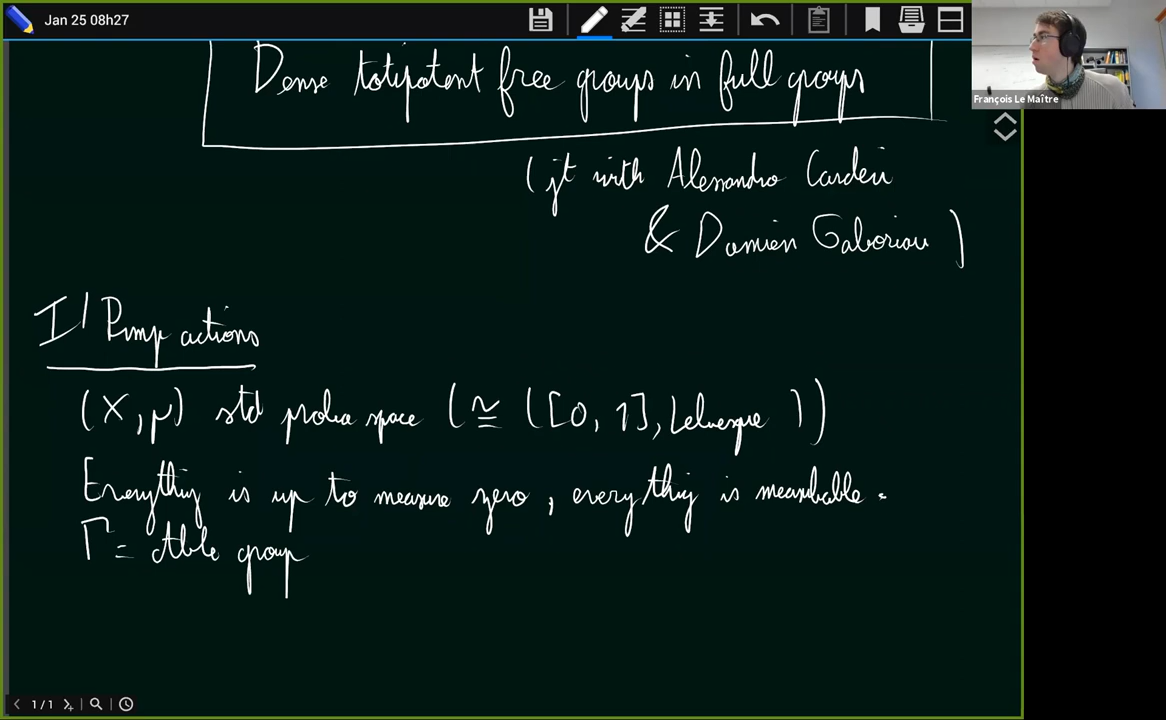 Jan 25 08h27
François Le Maître
Dense totipotent free groups in full groups
(jt with Alessandro Carderi
& Damien Gaboriau)
I/ Pmp actions
(X, μ) std proba space (≅ ([0, 1], Lebesgue))
Everything is up to measure zero, everything is measurable.
Γ = ctble group
1/1